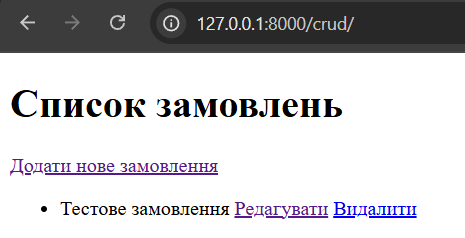 127.0.0.1:8000/crud/
Список замовлень
Додати нове замовлення
Тестове замовлення Редагувати Видалити